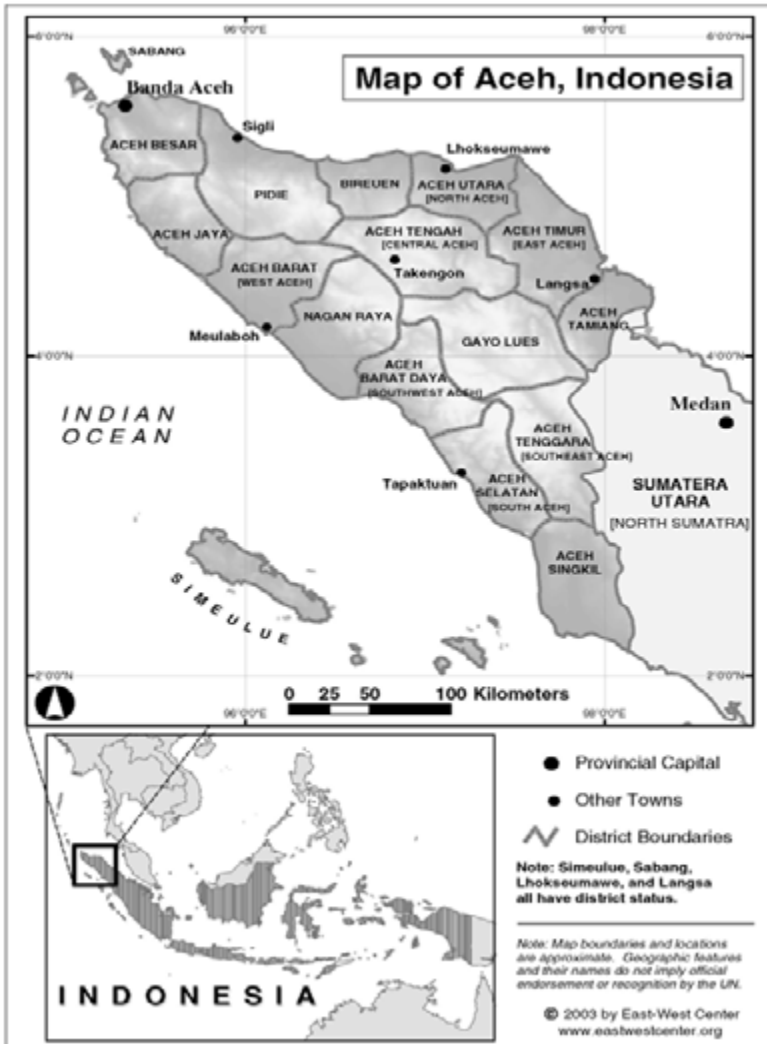 6°0'0"N
96°0'0"E
98°0'0"E
6°0'0"N
Map of Aceh, Indonesia
SABANG
Banda Aceh
Sigli
Lhokseumawe
ACEH BESAR
PIDIE
BIREUEN
ACEH UTARA
[NORTH ACEH]
ACEH JAYA
ACEH TENGAH
[CENTRAL ACEH]
ACEH TIMUR
[EAST ACEH]
ACEH BARAT
[WEST ACEH]
Takengon
Langsa
NAGAN RAYA
ACEH
TAMIANG
Meulaboh
GAYO LUES
4°0'0"N
4°0'0"N
ACEH
BARAT DAYA
[SOUTHWEST ACEH]
Medan
INDIAN
OCEAN
ACEH
TENGGARA
[SOUTHEAST ACEH]
Tapaktuan
ACEH
SELATAN
[SOUTH ACEH]
SUMATERA
UTARA
[NORTH SUMATRA]
ACEH
SINGKIL
SIMEULUE
2°0'0"N
2°0'0"N
0 25 50 100 Kilometers
96°0'0"E
98°0'0"E
Provincial Capital
Other Towns
District Boundaries
Note: Simeulue, Sabang,
Lhokseumawe, and Langsa
all have district status.
Note: Map boundaries and locations
are approximate. Geographic features
and their names do not imply official
endorsement or recognition by the UN.
© 2003 by East-West Center
www.eastwestcenter.org
INDONESIA